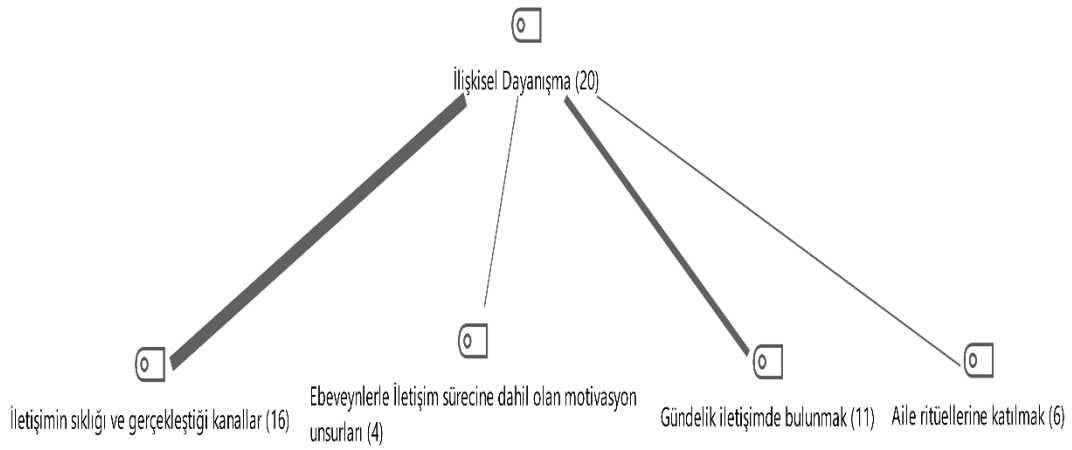 İlişkisel Dayanışma (20)
İletişimin sıklığı ve gerçekleştiği kanallar (16)
Ebeveynlerle İletişim sürecine dahil olan motivasyon
unsurları (4)
Gündelik iletişimde bulunmak (11)
Aile ritüellerine katılmak (6)